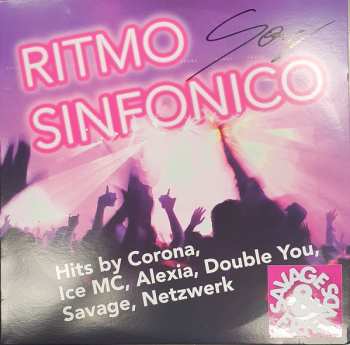 RITMO
SINFONICO
Hits by Corona,
Ice MC, Alexia, Double You,
Savage, Netzwerk
SAVAGE